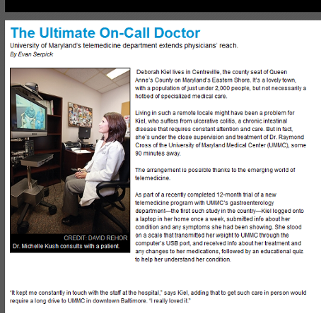 The Ultimate On-Call Doctor
University of Maryland's telemedicine department extends physicians' reach.
By Evan Serpick
Deborah Kiel lives in Centreville, the county seat of Queen
Anne's County on Maryland's Eastern Shore. It's a lovely town,
with a population of just under 2,000 people, but not necessarily a
hotbed of specialized medical care.
Living in such a remote locale might have been a problem for
Kiel, who suffers from ulcerative colitis, a chronic intestinal
disease that requires constant attention and care. But in fact,
she's under the close supervision and treatment of Dr. Raymond
Cross of the University of Maryland Medical Center (UMMC), some
90 minutes away.
The arrangement is possible thanks to the emerging world of
telemedicine.
As part of a recently completed 12-month trial of a new
telemedicine program with UMMC's gastroenterology
department—the first such study in the country—Kiel logged onto
a laptop in her home once a week, submitted info about her
condition and any symptoms she had been showing. She stood
on a scale that transmitted her weight to UMMC through the
computer's USB port, and received info about her treatment and
any changes to her medications, followed by an educational quiz
to help her understand her condition.
CREDIT: DAVID REHOR
Dr. Michelle Kush consults with a patient.
"It kept me constantly in touch with the staff at the hospital," says Kiel, adding that to get such care in person would
require a long drive to UMMC in downtown Baltimore. "I really loved it."